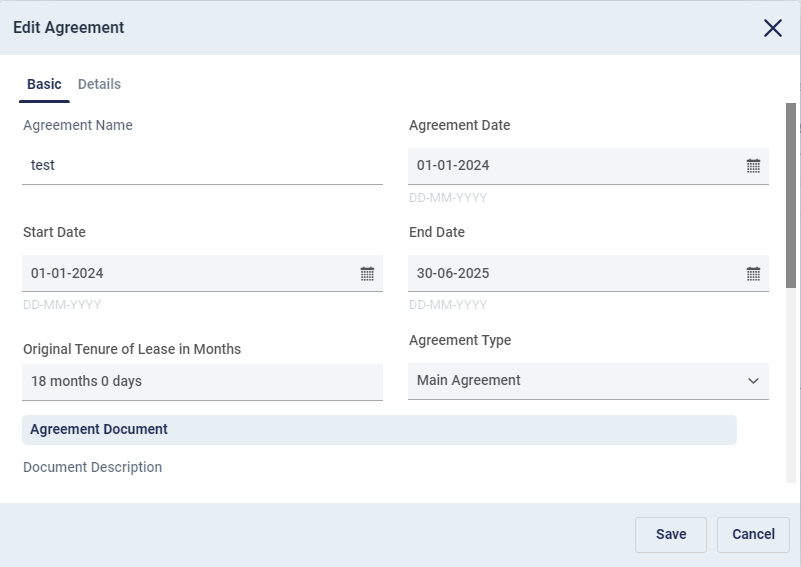 Edit Agreement
Basic Details
Agreement Name
test
Agreement Date
01-01-2024
DD-MM-YYYY
Start Date
01-01-2024
DD-MM-YYYY
End Date
30-06-2025
DD-MM-YYYY
Original Tenure of Lease in Months
18 months 0 days
Agreement Type
Main Agreement
Agreement Document
Document Description
Save Cancel